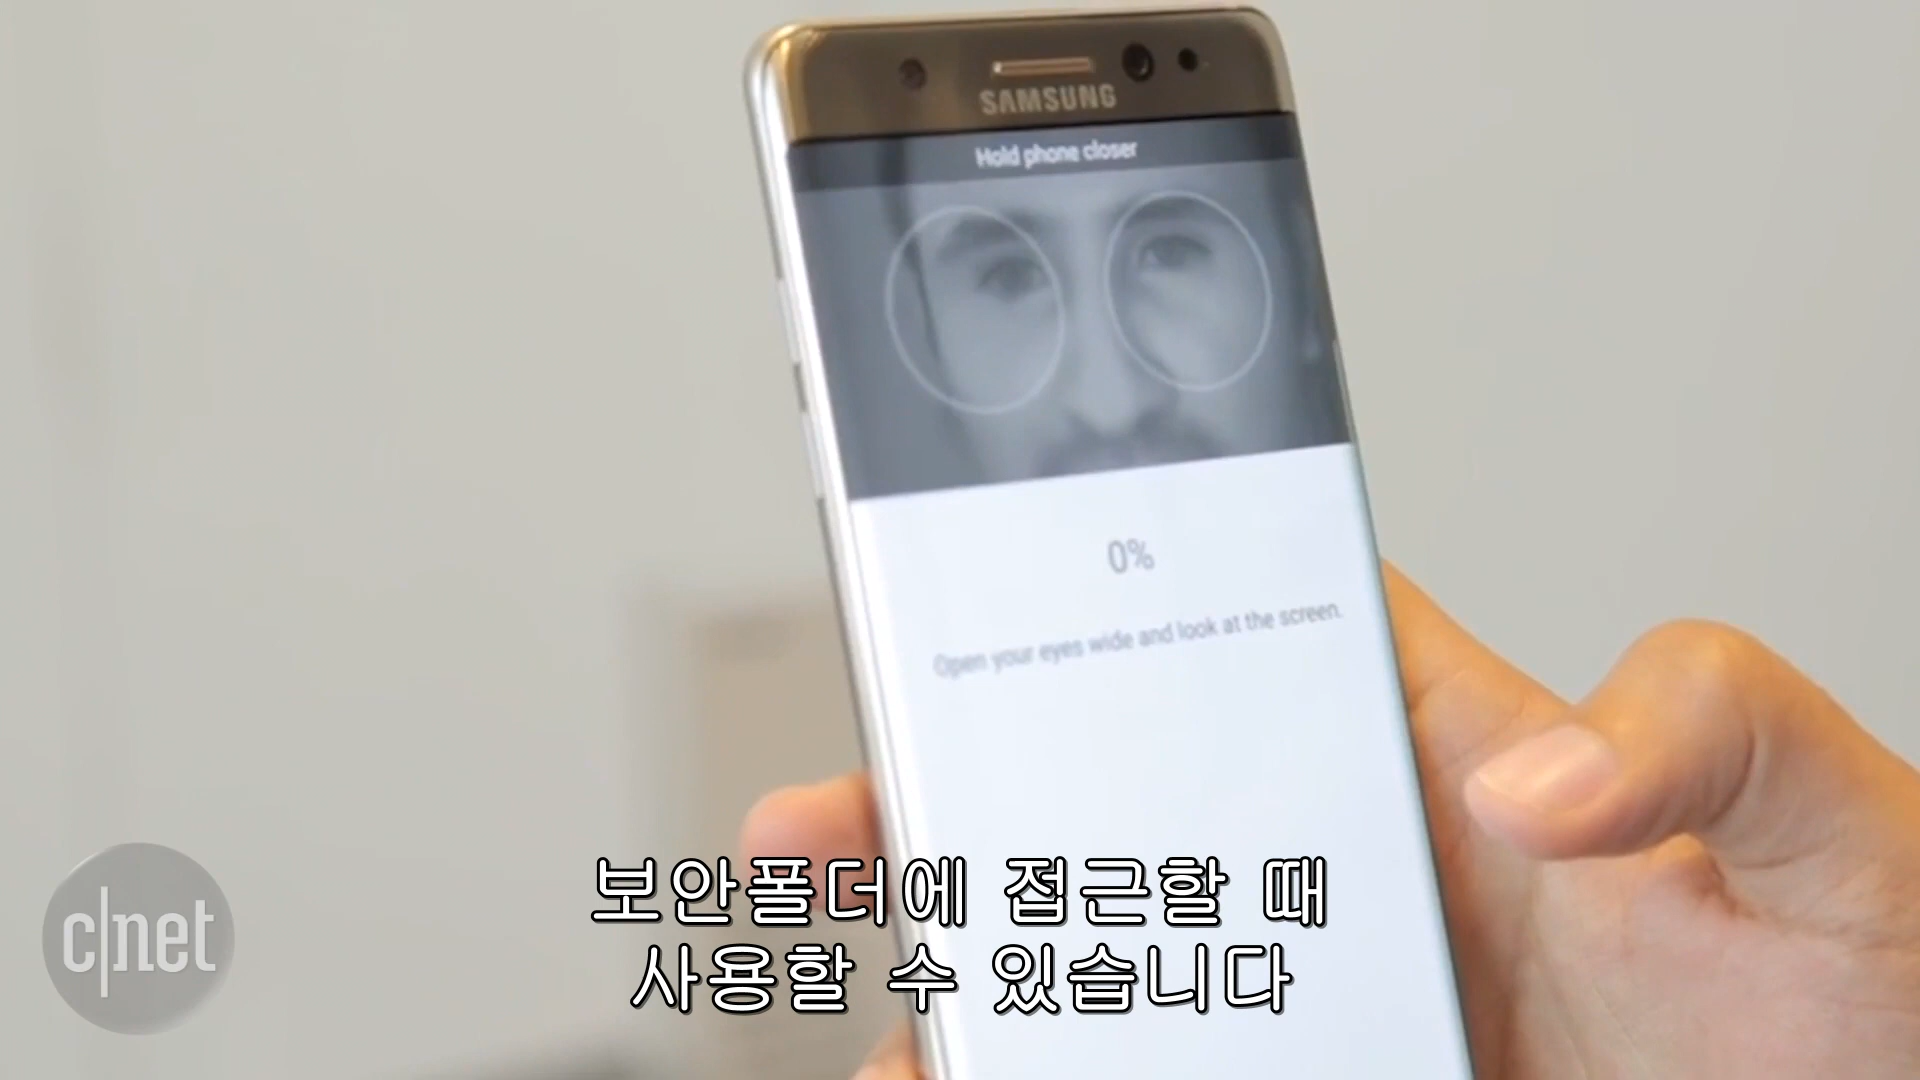 SAMSUNG
Hold phone closer
0%
Open your eyes wide and look at the screen.
보안폴더에 접근할 때
사용할 수 있습니다
c|net